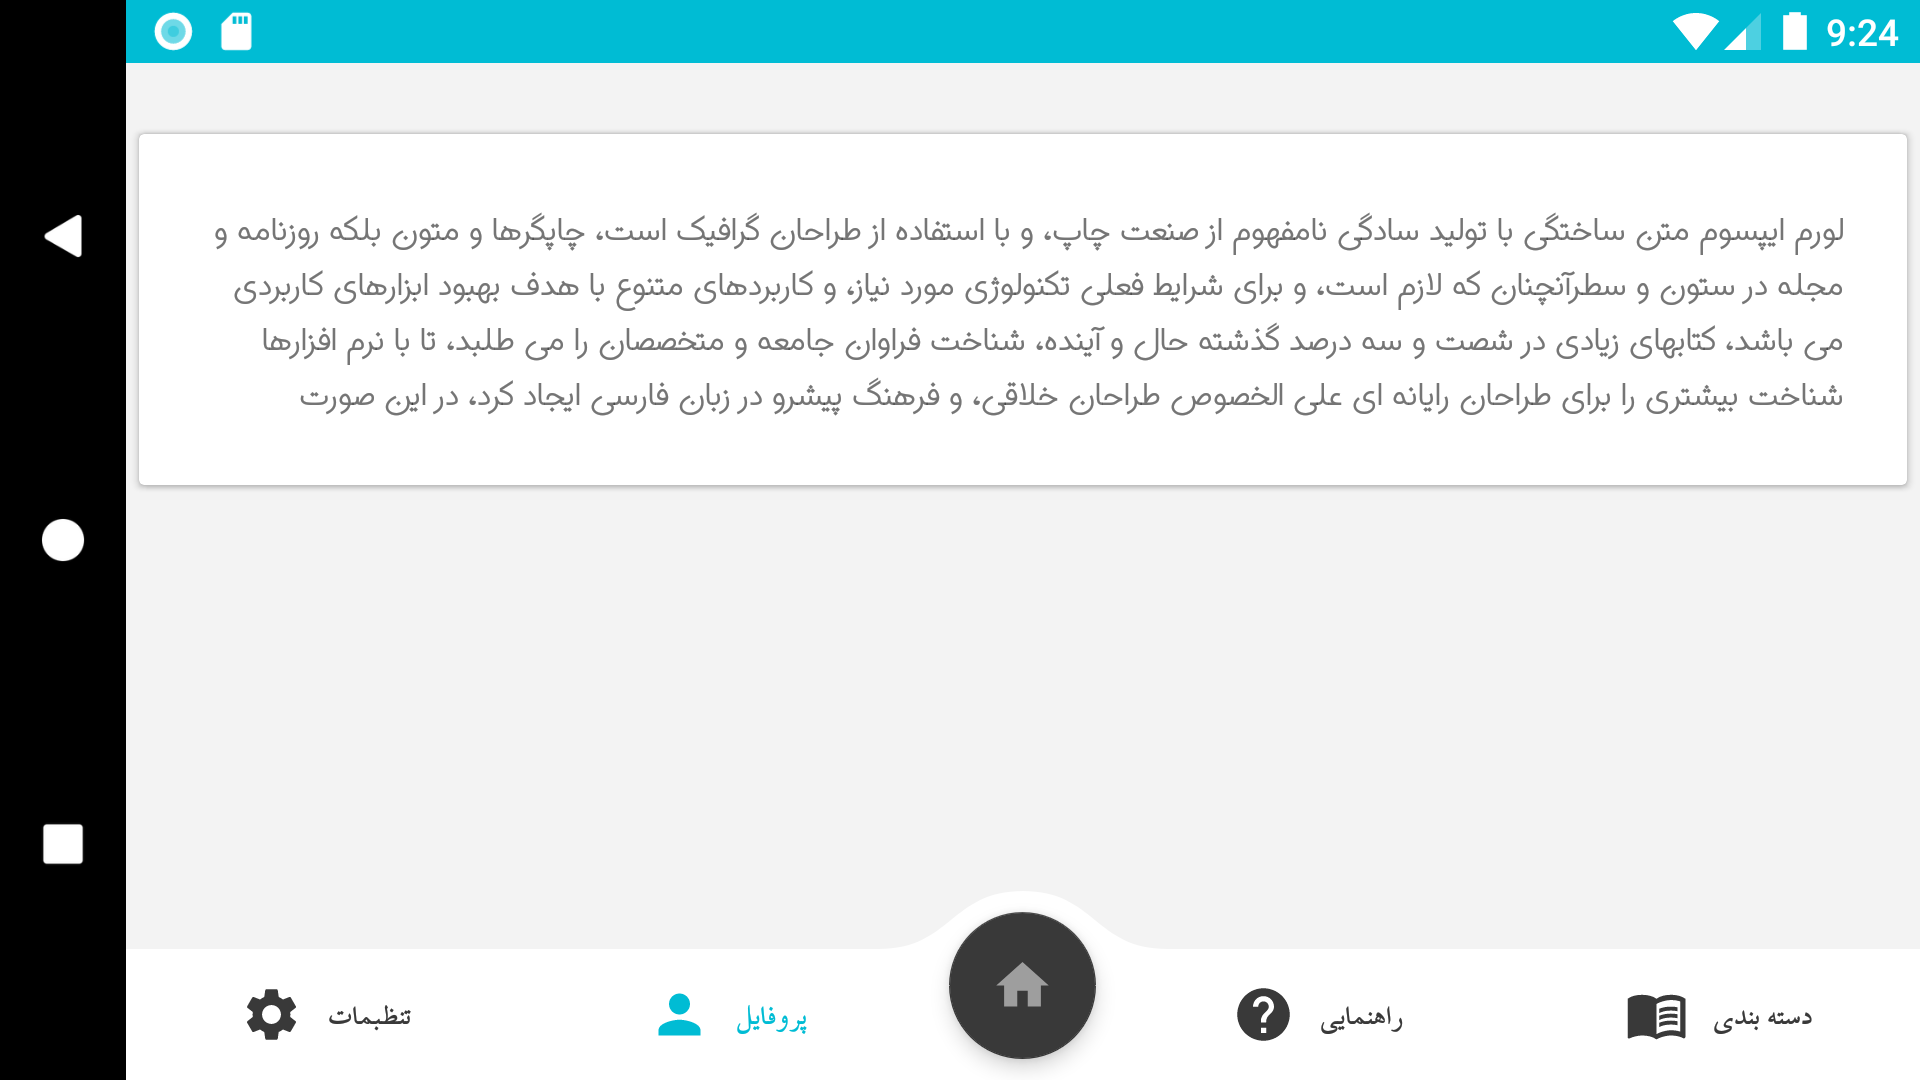 9:24
لورم ایپسوم متن ساختگی با تولید سادگی نامفهوم از صنعت چاپ، و با استفاده از طراحان گرافیک است، چاپگرها و متون بلکه روزنامه و
مجله در ستون و سطرآنچنان که لازم است، و برای شرایط فعلی تکنولوژی مورد نیاز، و کاربردهای متنوع با هدف بهبود ابزارهای کاربردی
می باشد، کتابهای زیادی در شصت و سه درصد گذشته حال و آینده، شناخت فراوان جامعه و متخصصان را می طلبد، تا با نرم افزارها
شناخت بیشتری را برای طراحان رایانه ای علی الخصوص طراحان خلاقی، و فرهنگ پیشرو در زبان فارسی ایجاد کرد، در این صورت
دسته بندی
راهنمایی
پروفایل
تنظبمات